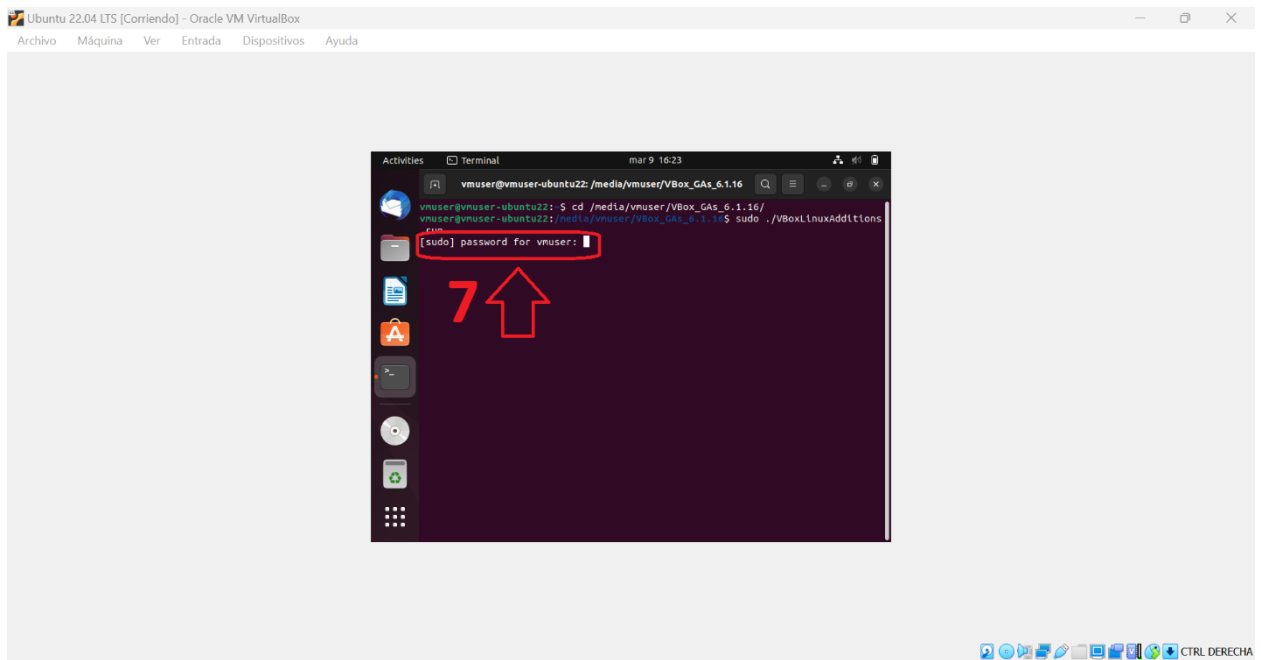 Ubuntu 22.04 LTS [Corriendo] - Oracle VM VirtualBox
Archivo Máquina Ver Entrada Dispositivos Ayuda
Activities Terminal mar 9 16:23
vmuser@vmuser-ubuntu22: /media/vmuser/VBox_GAs_6.1.16
vmuser@vmuser-ubuntu22:~$ cd /media/vmuser/VBox_GAs_6.1.16/
vmuser@vmuser-ubuntu22:/media/vmuser/VBox_GAs_6.1.16$ sudo ./VBoxLinuxAdditions
.run
[sudo] password for vmuser:
7
CTRL DERECHA